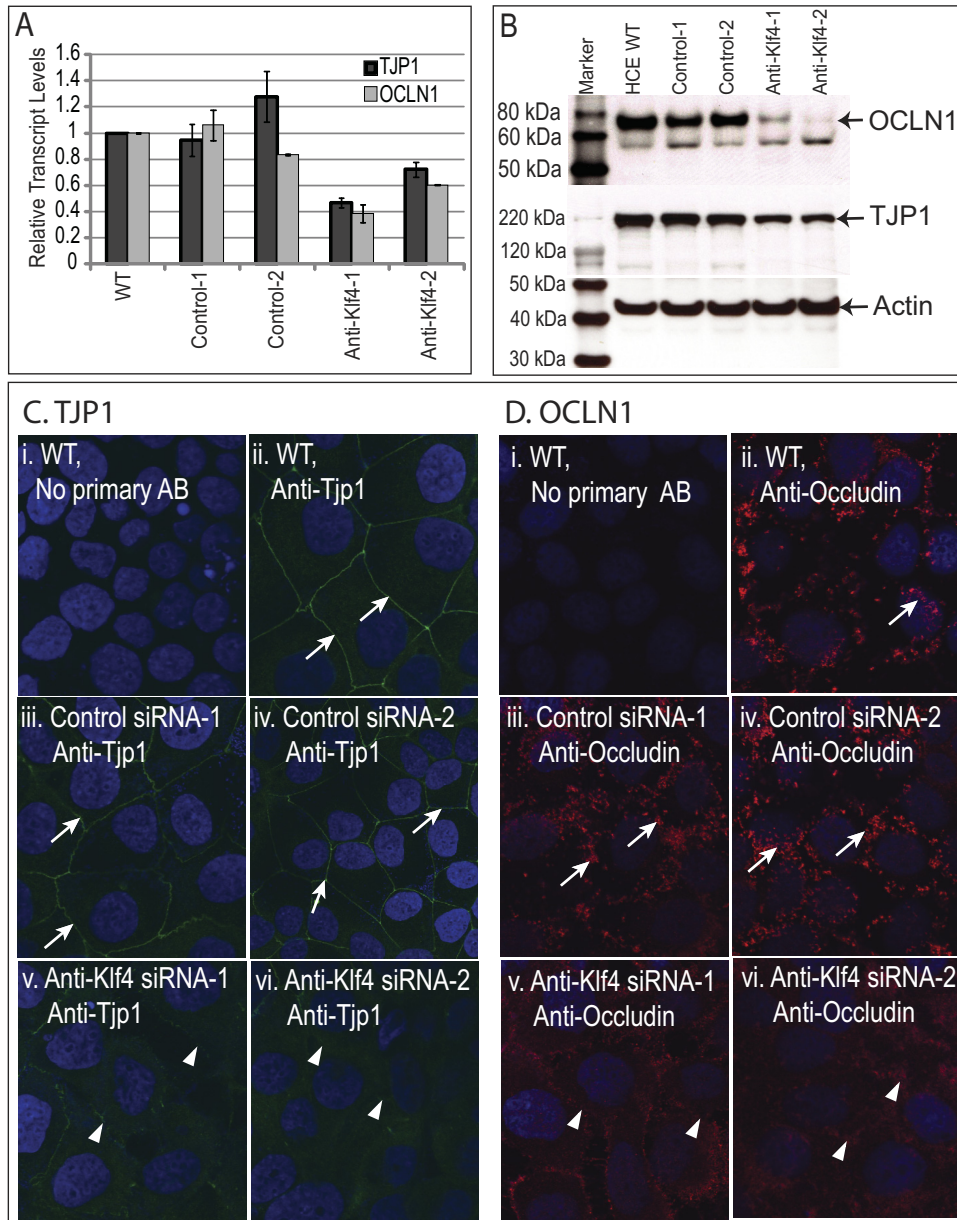 A
Relative Transcript Levels
1.6
1.4
1.2
1
0.8
0.6
0.4
0.2
0
TJP1
OCLN1
WT
Control-1
Control-2
Anti-Klf4-1
Anti-Klf4-2
B
Marker
HCE WT
Control-1
Control-2
Anti-Klf4-1
Anti-Klf4-2
80 kDa
60 kDa
50 kDa
OCLN1
220 kDa
120 kDa
TJP1
50 kDa
40 kDa
30 kDa
Actin
C. TJP1
i. WT,
No primary AB
ii. WT,
Anti-Tjp1
iii. Control siRNA-1
Anti-Tjp1
iv. Control siRNA-2
Anti-Tjp1
v. Anti-Klf4 siRNA-1
Anti-Tjp1
vi. Anti-Klf4 siRNA-2
Anti-Tjp1
D. OCLN1
i. WT,
No primary AB
ii. WT,
Anti-Occludin
iii. Control siRNA-1
Anti-Occludin
iv. Control siRNA-2
Anti-Occludin
v. Anti-Klf4 siRNA-1
Anti-Occludin
vi. Anti-Klf4 siRNA-2
Anti-Occludin